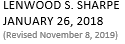 LENWOOD S. SHARPE
JANUARY 26, 2018
(Revised November 8, 2019)